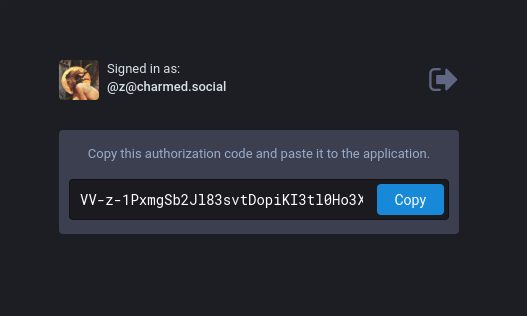 Signed in as:
@z@charmed.social
Copy this authorization code and paste it to the application.
VV-z-1PxmgSb2Jl83svtDopiKI3tl0Ho3X
Copy